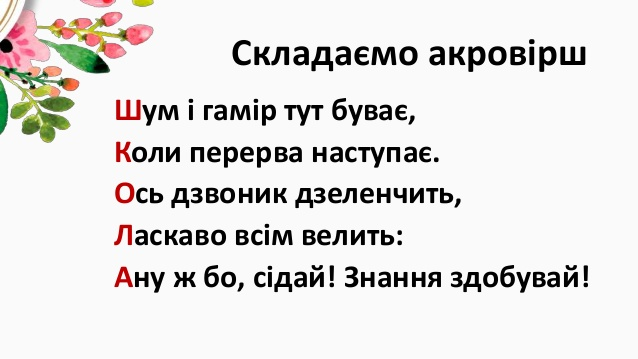 Складаємо акровірш
Шум і гамір тут буває,
Коли перерва наступає.
Ось дзвоник дзеленчить,
Ласкаво всім велить:
Ану ж бо, сідай! Знання здобувай!